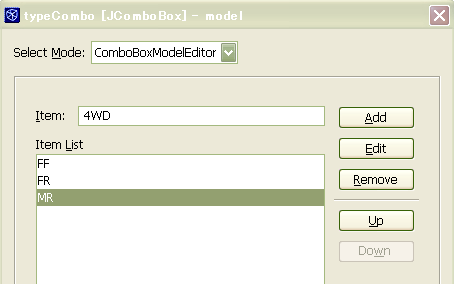 typeCombo [JComboBox] - model
Select Mode: ComboBoxModelEditor
Item: 4WD Add
Item List Edit
FF
FR Remove
MR
Up
Down